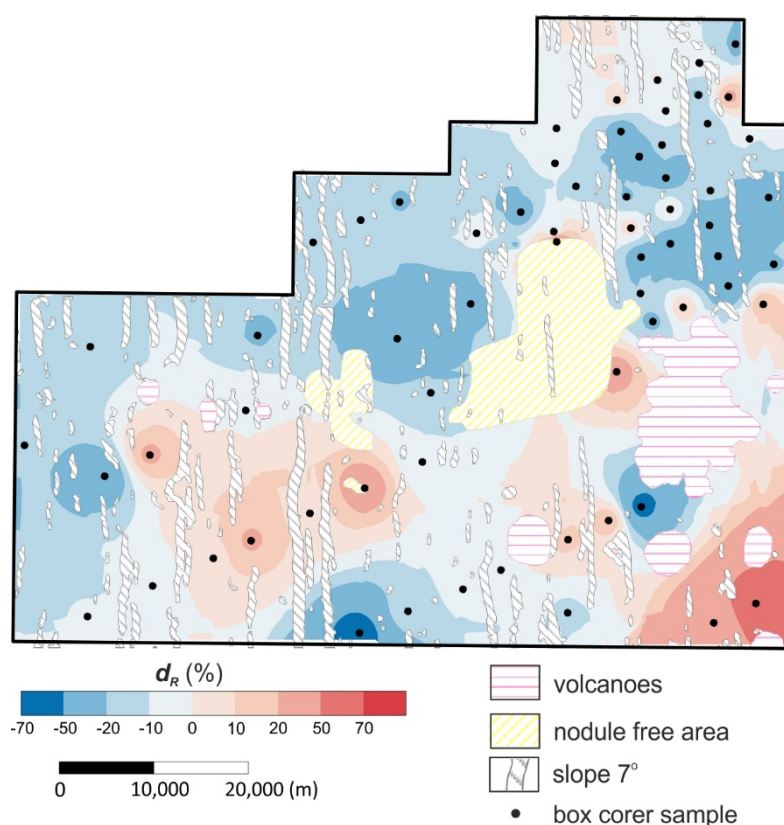 d_R (%)
-70 -50 -20 -10 0 10 20 50 70
0 10,000 20,000 (m)
volcanoes
nodule free area
slope 7°
box corer sample